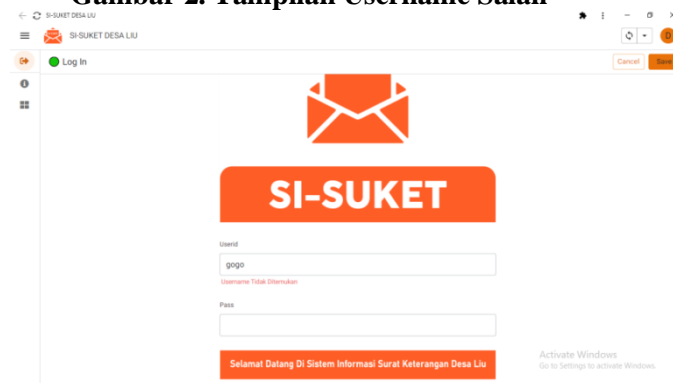 Gambar 2. Tampilan Username Salah
SI-SUKET DESA LIU
SI-SUKET DESA LIU
D
Log In
Cancel
Save
SI-SUKET
Userid
gogo
Username Tidak Ditemukan
Pass
Selamat Datang Di Sistem Informasi Surat Keterangan Desa Liu
Activate Windows
Go to Settings to activate Windows.